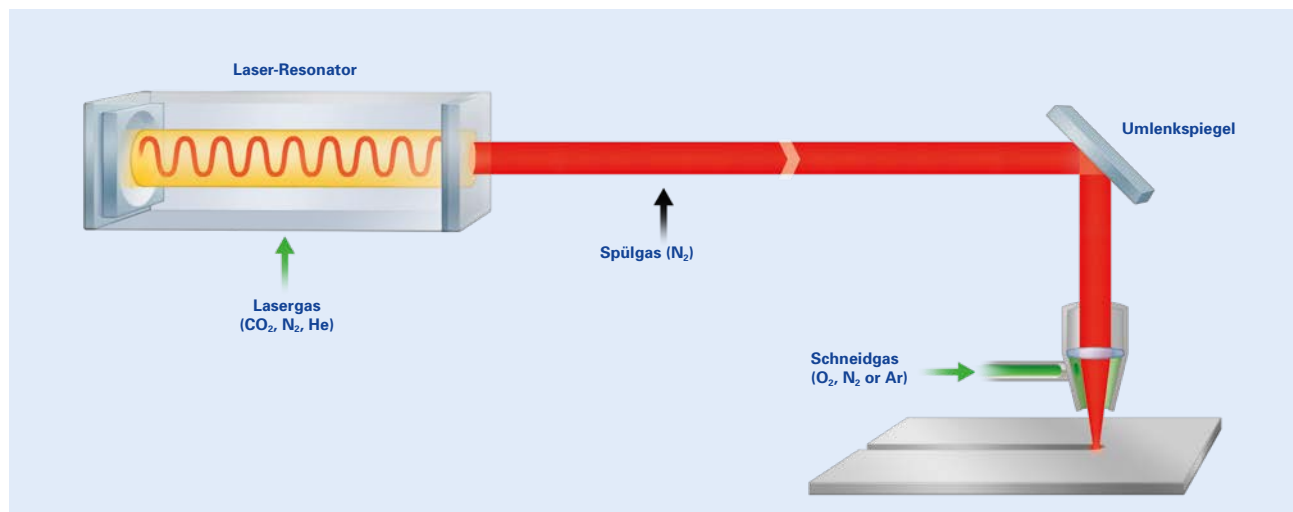 Laser-Resonator
Umlenkspiegel
Spülgas (N₂)
Lasergas
(CO₂, N₂, He)
Schneidgas
(O₂, N₂ or Ar)